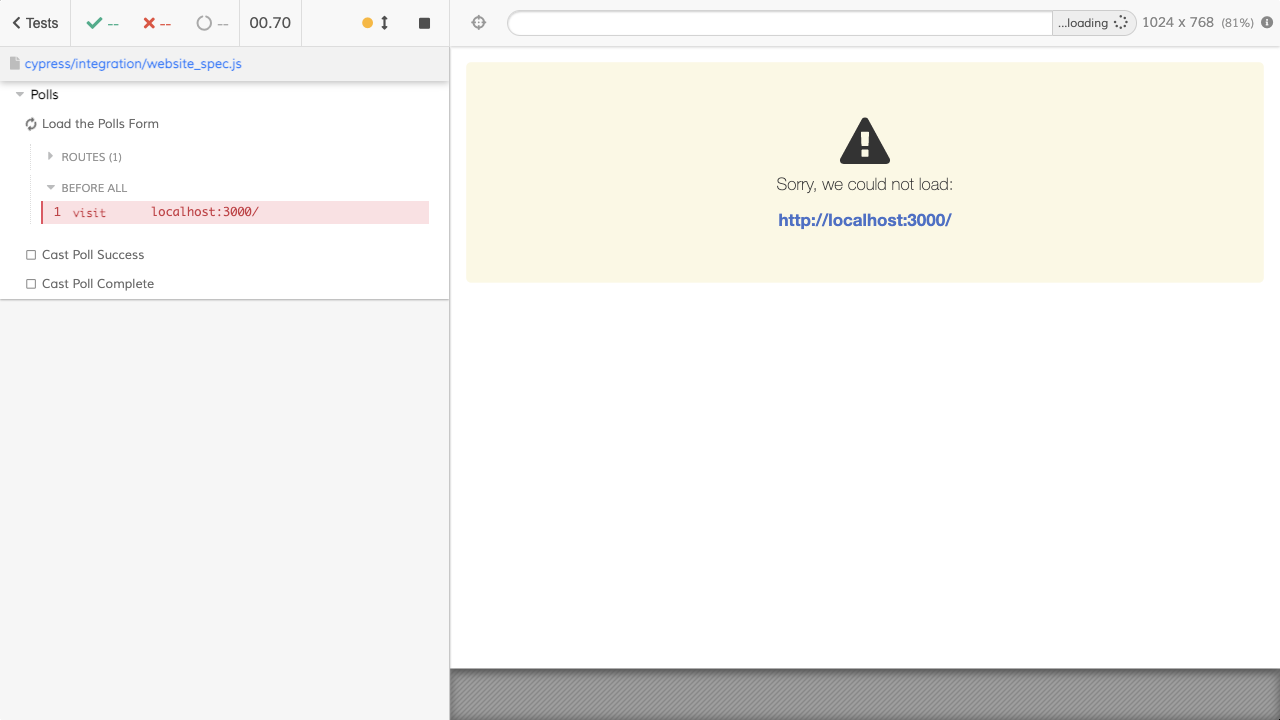 Tests -- -- -- 00.70
...loading 1024 x 768 (81%)
cypress/integration/website_spec.js
Polls
Load the Polls Form
ROUTES (1)
BEFORE ALL
1 visit localhost:3000/
Cast Poll Success
Cast Poll Complete
Sorry, we could not load:
http://localhost:3000/